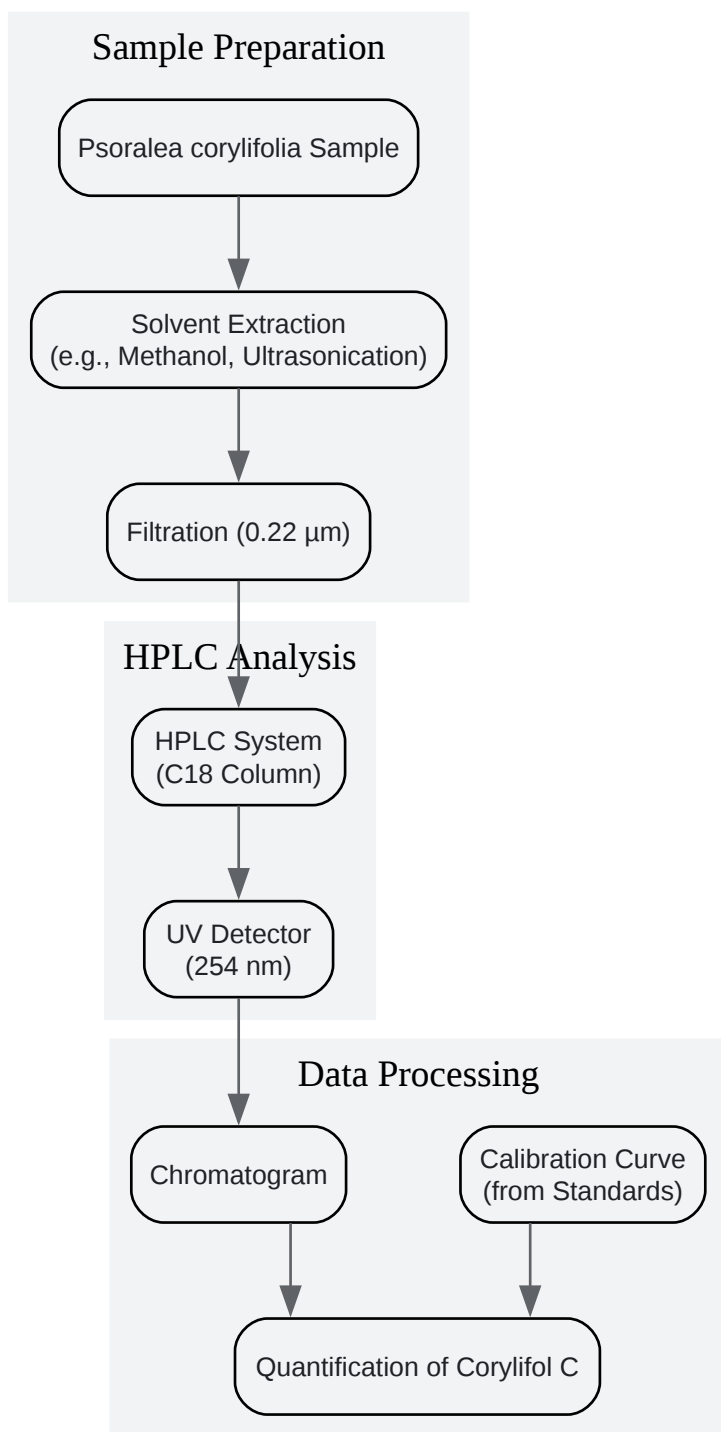 Sample Preparation
Psoralea corylifolia Sample
Solvent Extraction
(e.g., Methanol, Ultrasonication)
Filtration (0.22 µm)
HPLC Analysis
HPLC System
(C18 Column)
UV Detector
(254 nm)
Data Processing
Chromatogram
Calibration Curve
(from Standards)
Quantification of Corylifol C